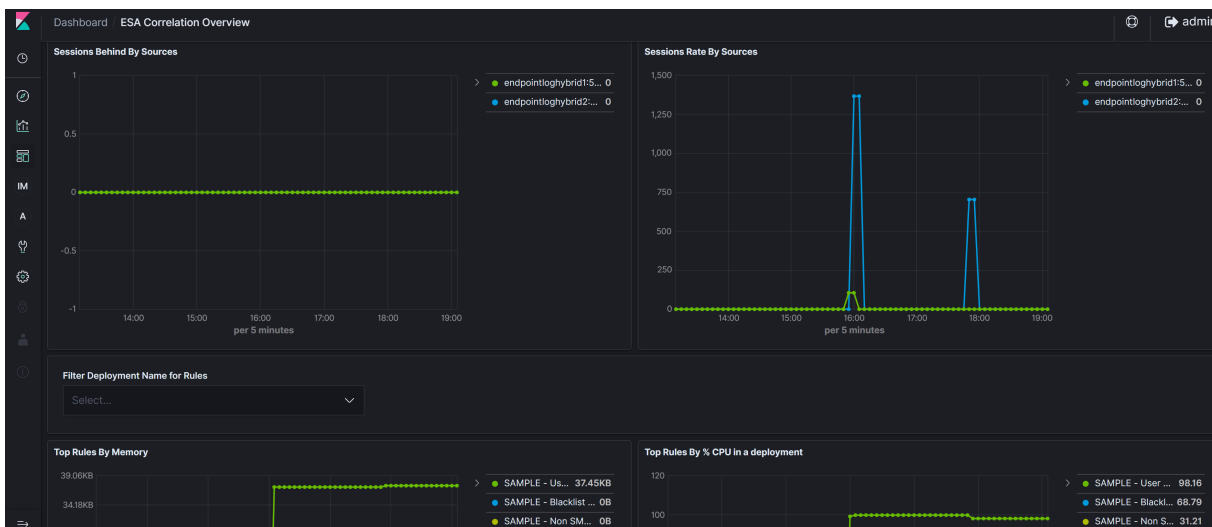 Dashboard / ESA Correlation Overview
admin
IM
A
Sessions Behind By Sources
1
0.5
0
-0.5
-1
14:00 15:00 16:00 17:00 18:00 19:00
per 5 minutes
endpointloghybrid1:5... 0
endpointloghybrid2:... 0
Sessions Rate By Sources
1,500
1,250
1,000
750
500
250
0
14:00 15:00 16:00 17:00 18:00 19:00
per 5 minutes
endpointloghybrid1:5... 0
endpointloghybrid2:... 0
Filter Deployment Name for Rules
Select...
Top Rules By Memory
39.06KB
34.18KB
SAMPLE - Us... 37.45KB
SAMPLE - Blacklist ... 0B
SAMPLE - Non SM... 0B
Top Rules By % CPU in a deployment
120
100
SAMPLE - User ... 98.16
SAMPLE - Blackl... 68.79
SAMPLE - Non S... 31.21